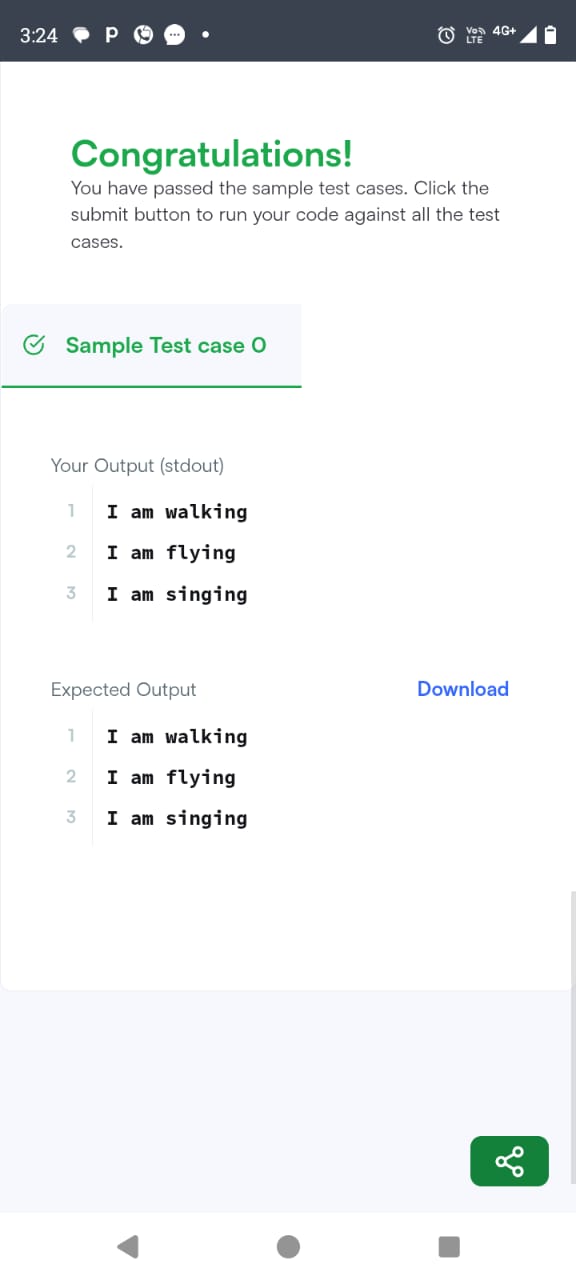 3:24 P Vo)) LTE 4G+
Congratulations!
You have passed the sample test cases. Click the
submit button to run your code against all the test
cases.
Sample Test case 0
Your Output (stdout)
1 I am walking
2 I am flying
3 I am singing
Expected Output Download
1 I am walking
2 I am flying
3 I am singing